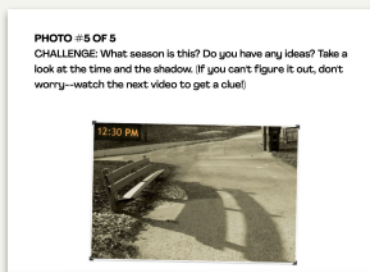 PHOTO #5 OF 5
CHALLENGE: What season is this? Do you have any ideas? Take a
look at the time and the shadow. (If you can't figure it out, don't
worry--watch the next video to get a clue!)
12:30 PM